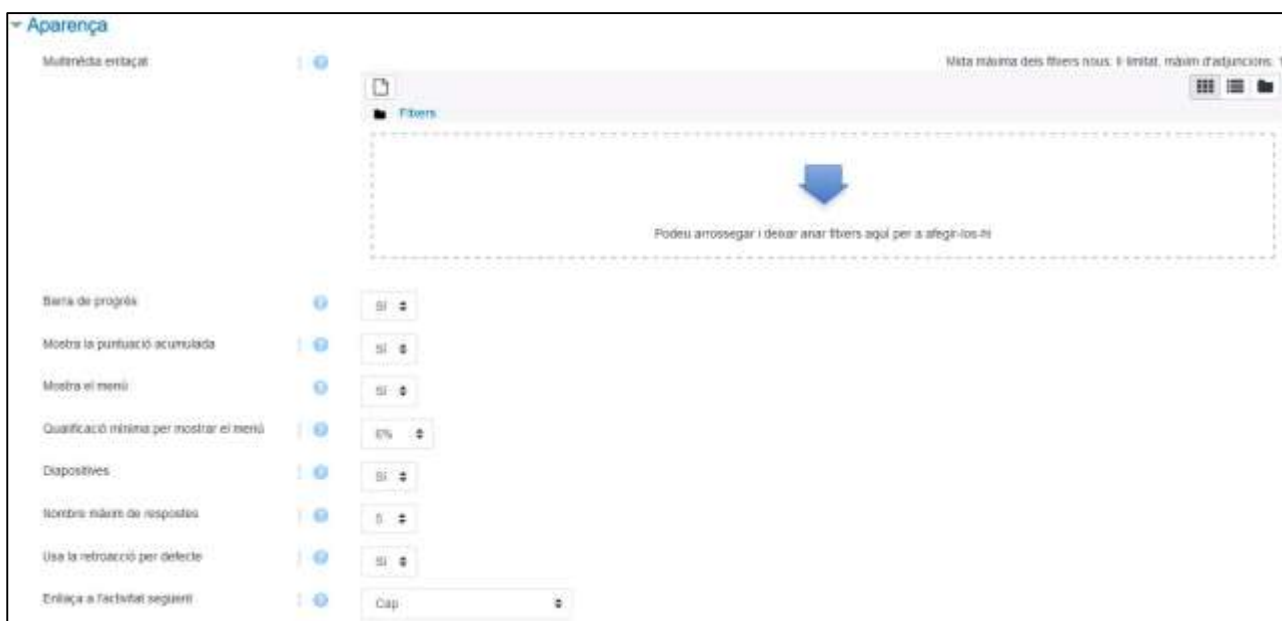 Aparença
Multimèdia enllaçat
Mida màxima dels fitxers nous: Il·limitat, màxim d'adjuncions: 1
Fitxers
Podeu arrossegar i deixar anar fitxers aquí per a afegir-los-hi
Barra de progrés
Sí
Mostra la puntuació acumulada
Sí
Mostra el menú
Sí
Qualificació mínima per mostrar el menú
Diapositives
Sí
Nombre màxim de respostes
5
Usa la retroacció per defecte
Sí
Enllaça a l'activitat següent
Cap